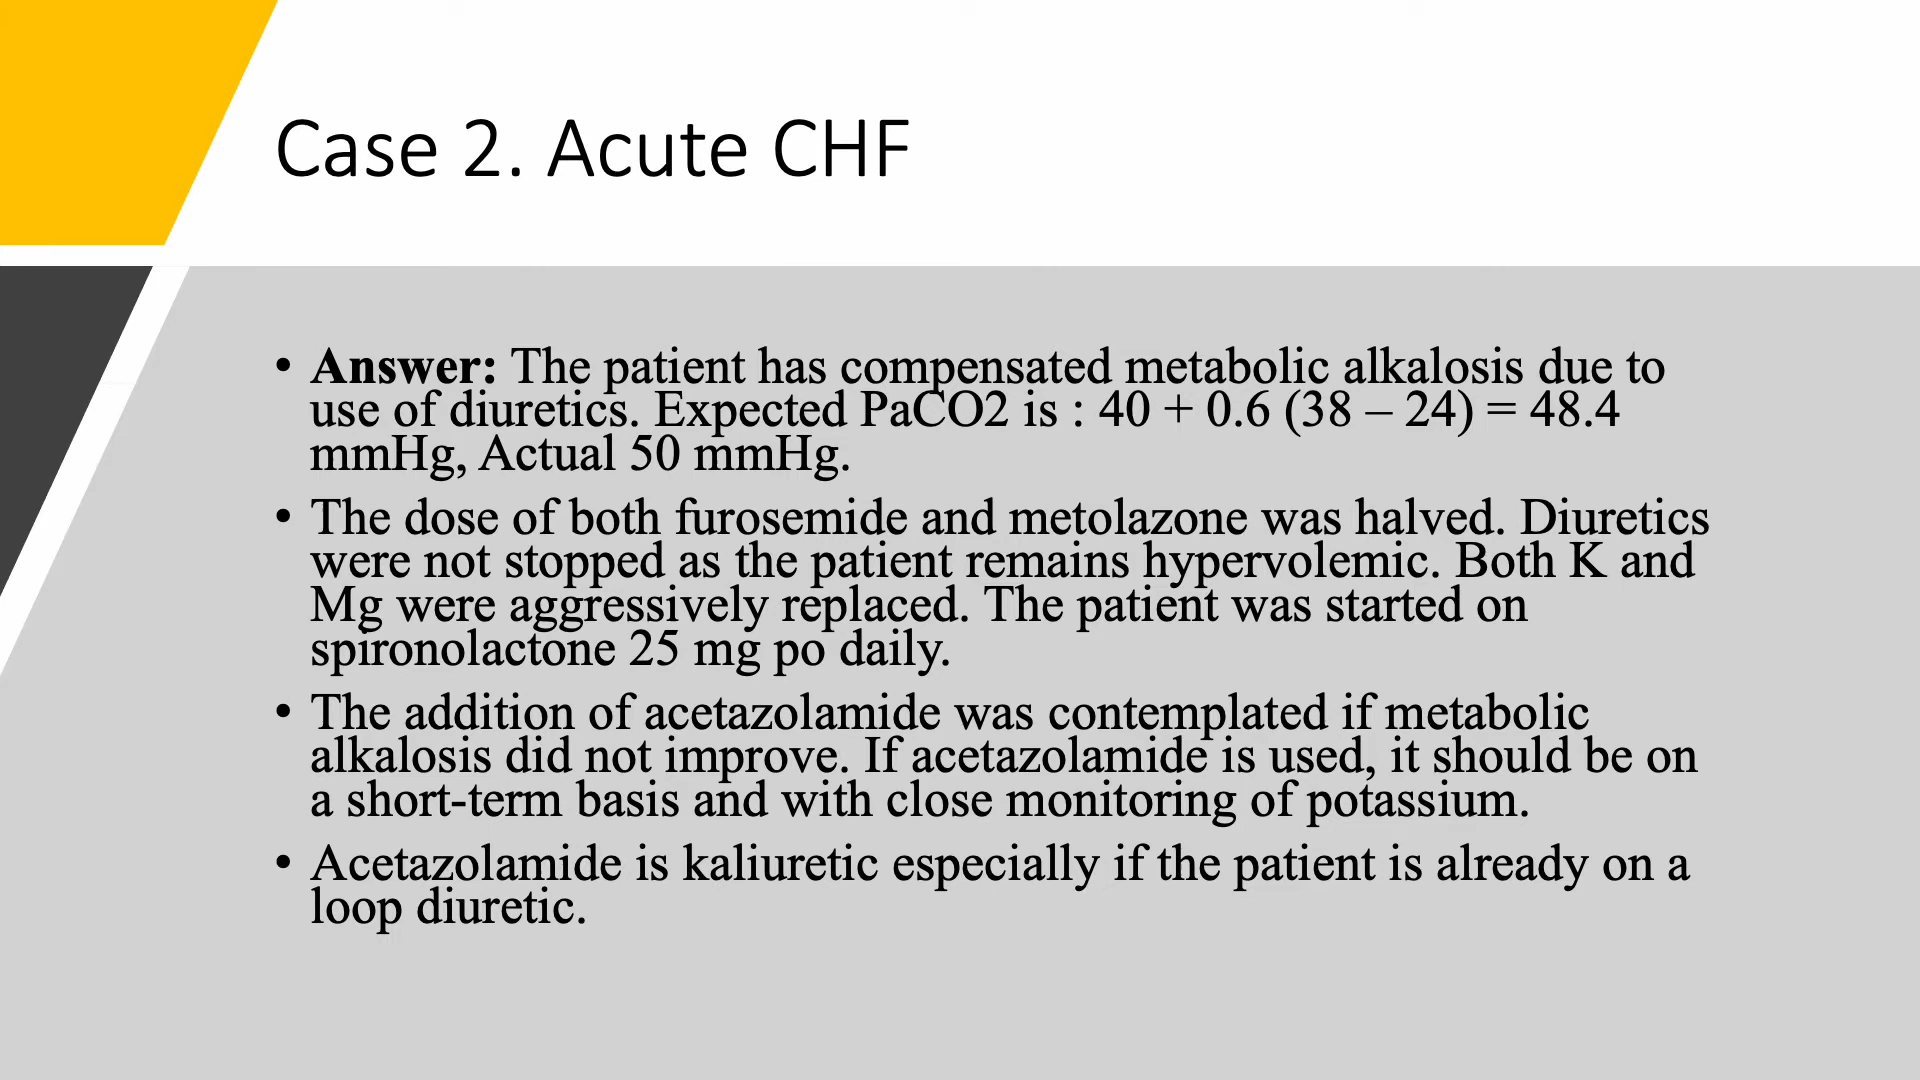 Case 2. Acute CHF
• Answer: The patient has compensated metabolic alkalosis due to
use of diuretics. Expected PaCO2 is : 40 + 0.6 (38 – 24) = 48.4
mmHg, Actual 50 mmHg.
• The dose of both furosemide and metolazone was halved. Diuretics
were not stopped as the patient remains hypervolemic. Both K and
Mg were aggressively replaced. The patient was started on
spironolactone 25 mg po daily.
• The addition of acetazolamide was contemplated if metabolic
alkalosis did not improve. If acetazolamide is used, it should be on
a short-term basis and with close monitoring of potassium.
• Acetazolamide is kaliuretic especially if the patient is already on a
loop diuretic.